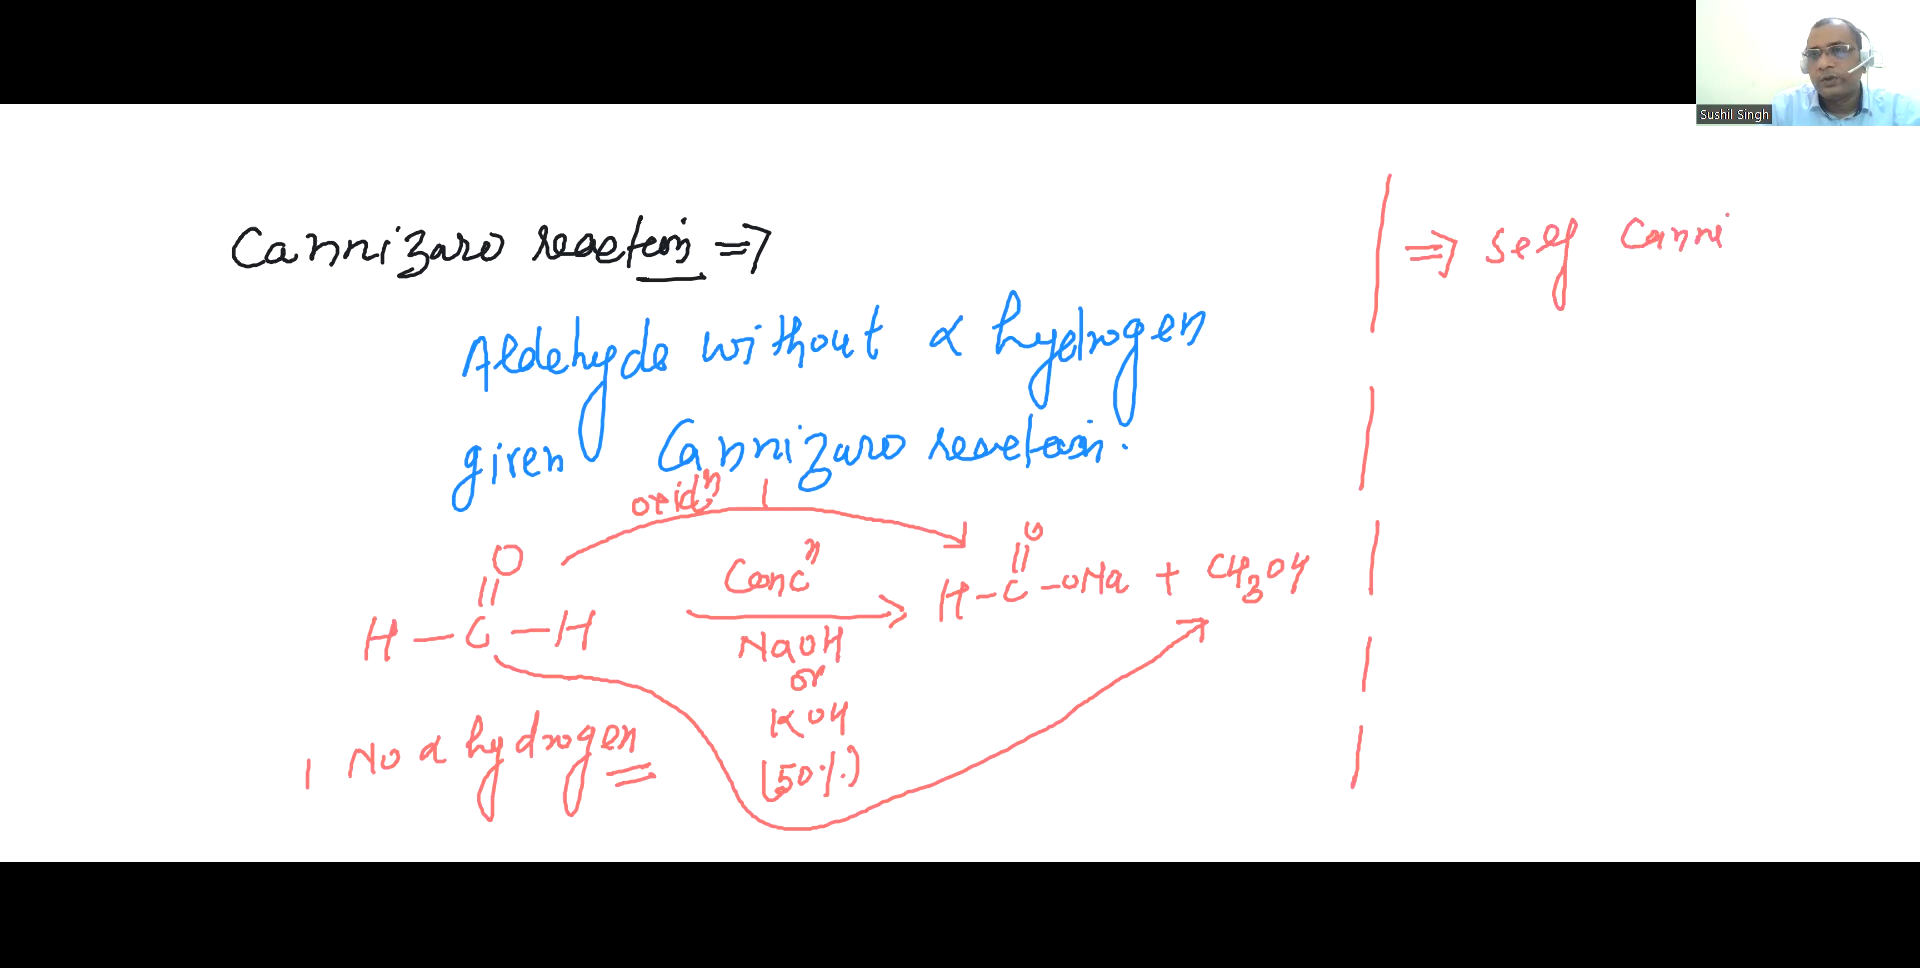 Sushil Singh
Cannizaro reaction ⇒
⇒ self Canni
Aldehyde without α hydrogen
given Cannizaro reaction.
oxidⁿ
O
H - C - H
Concⁿ
NaOH
or
KOH
(50%)
O
H - C - ONa + CH3OH
No α hydrogen